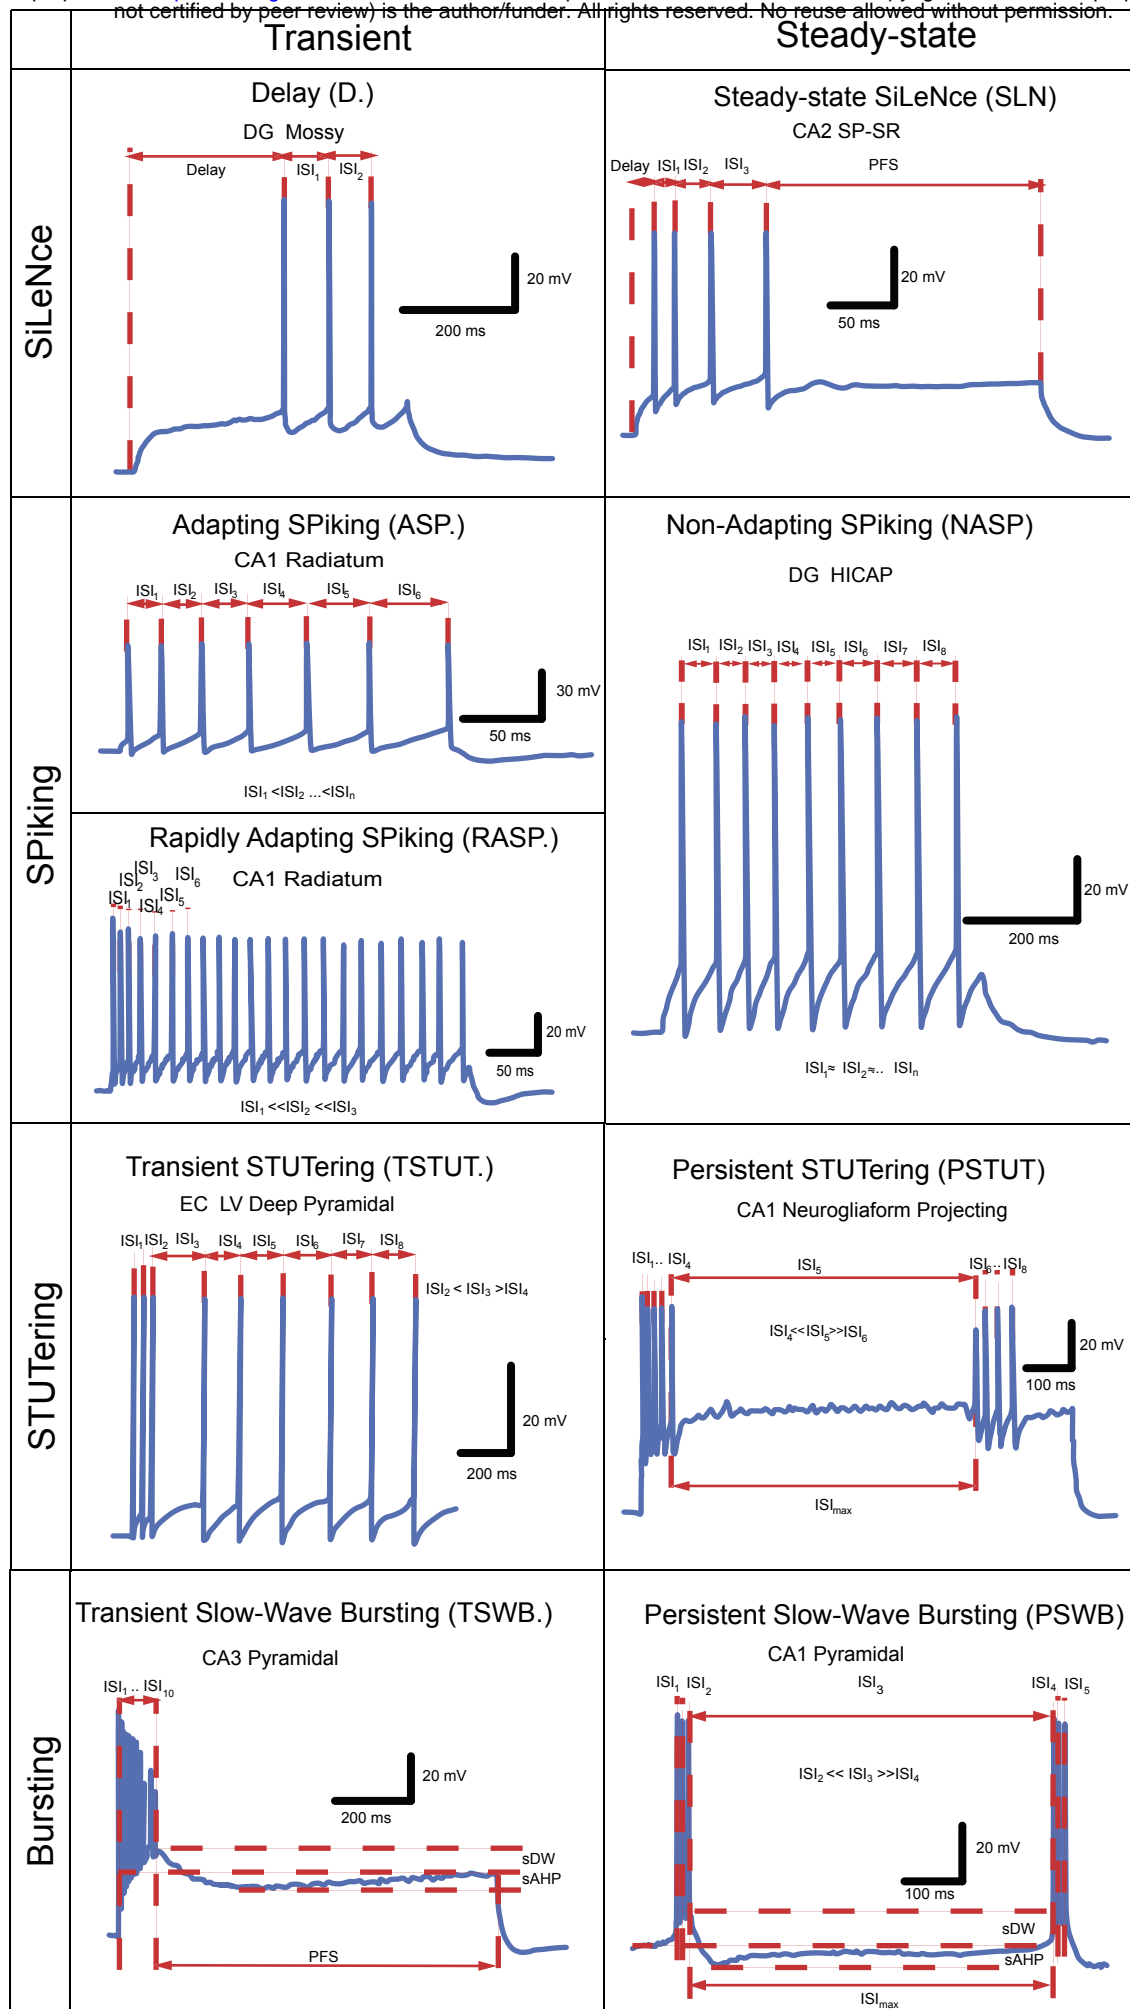 not certified by peer review) is the author/funder. All rights reserved. No reuse allowed without permission.
Transient
Steady-state
SiLeNce
Delay (D.)
DG Mossy
Delay
ISI1
ISI2
20 mV
200 ms
Steady-state SiLeNce (SLN)
CA2 SP-SR
Delay
ISI1
ISI2
ISI3
PFS
20 mV
50 ms
SPiking
Adapting SPiking (ASP.)
CA1 Radiatum
ISI1
ISI2
ISI3
ISI4
ISI5
ISI6
30 mV
50 ms
ISI1 <ISI2 ...<ISIn
Rapidly Adapting SPiking (RASP.)
CA1 Radiatum
ISI1
ISI2
ISI3
ISI4
ISI5
ISI6
20 mV
50 ms
ISI1 <<ISI2 <<ISI3
Non-Adapting SPiking (NASP)
DG HICAP
ISI1
ISI2
ISI3
ISI4
ISI5
ISI6
ISI7
ISI8
20 mV
200 ms
ISI1≈ ISI2≈.. ISIn
STUTering
Transient STUTering (TSTUT.)
EC LV Deep Pyramidal
ISI1
ISI2
ISI3
ISI4
ISI5
ISI6
ISI7
ISI8
ISI2 < ISI3 >ISI4
20 mV
200 ms
Persistent STUTering (PSTUT)
CA1 Neurogliaform Projecting
ISI1.. ISI4
ISI5
ISI6..ISI8
ISI4<<ISI5>>ISI6
20 mV
100 ms
ISImax
Bursting
Transient Slow-Wave Bursting (TSWB.)
CA3 Pyramidal
ISI1 .. ISI10
20 mV
200 ms
sDW
sAHP
PFS
Persistent Slow-Wave Bursting (PSWB)
CA1 Pyramidal
ISI1
ISI2
ISI3
ISI4
ISI5
ISI2 << ISI3 >>ISI4
20 mV
100 ms
sDW
sAHP
ISImax